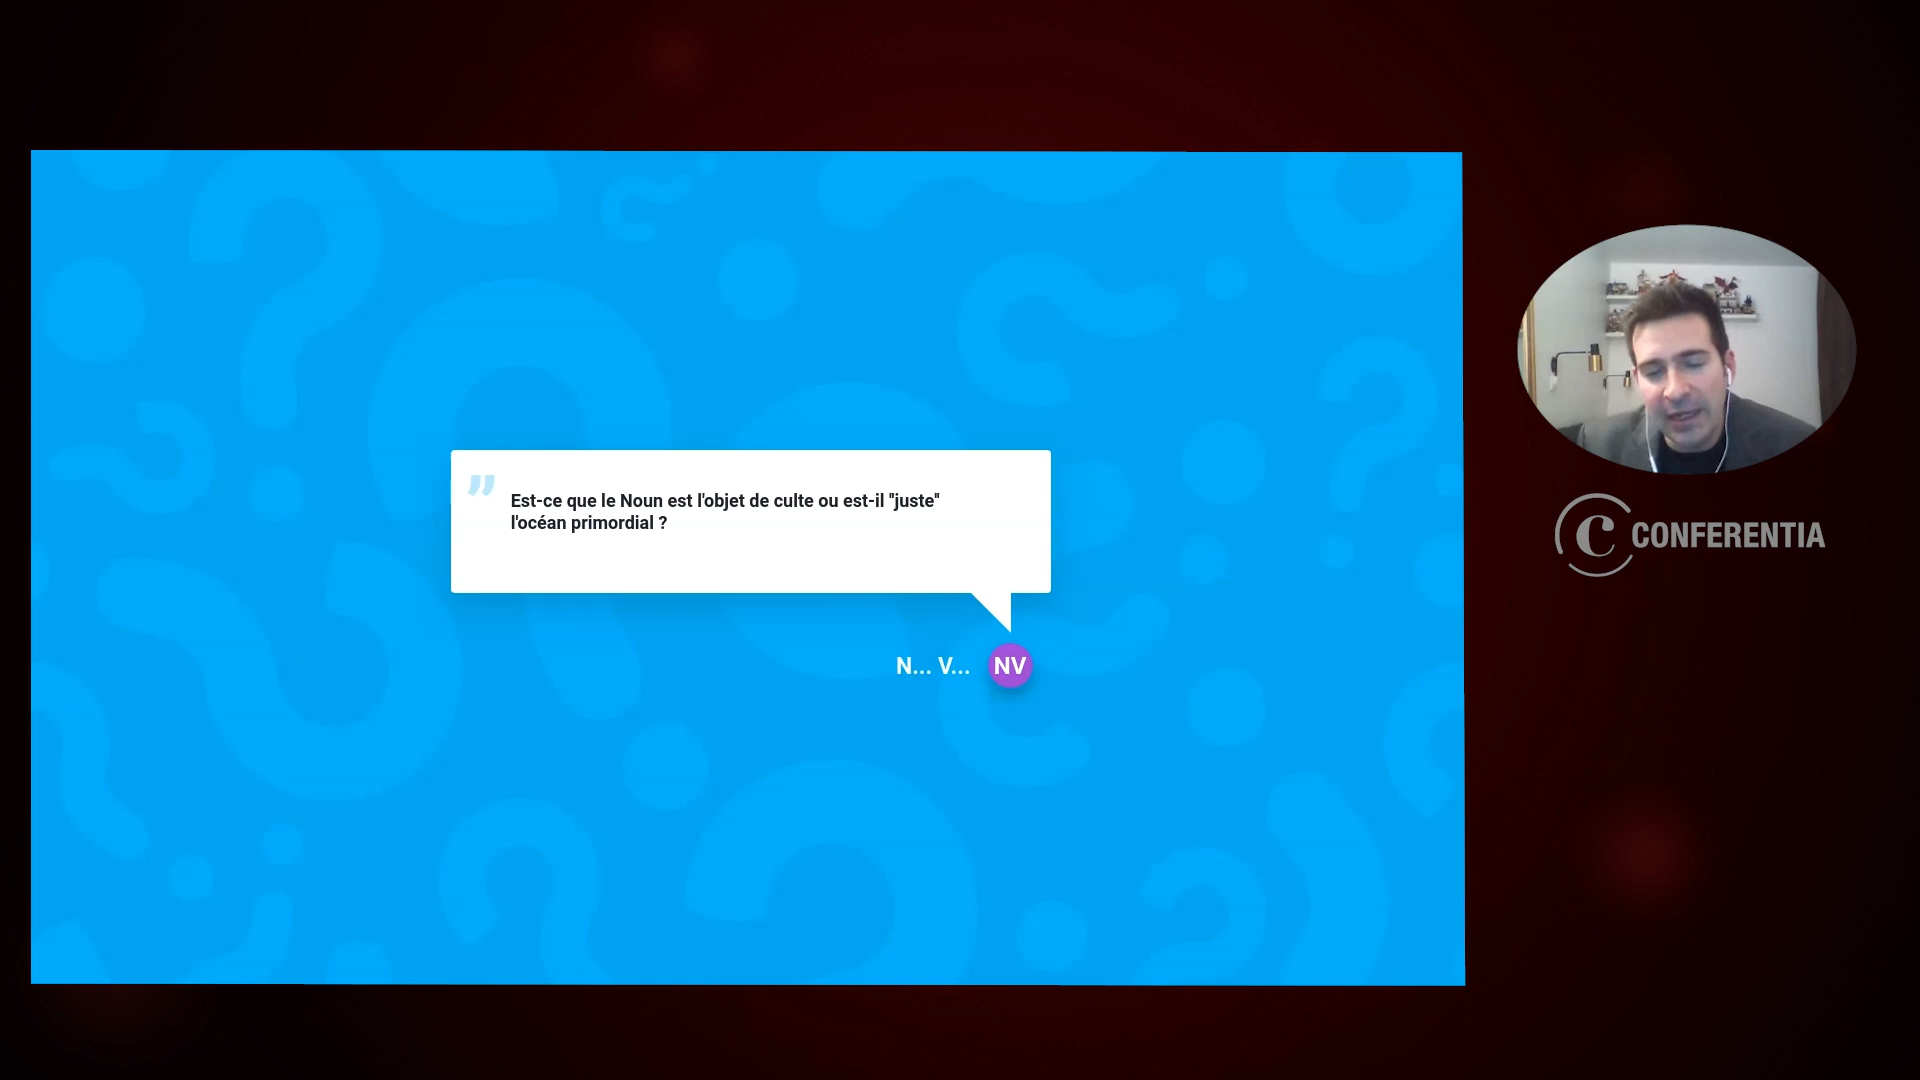 Est-ce que le Noun est l'objet de culte ou est-il "juste"
l'océan primordial ?
N... V... NV
C CONFERENTIA